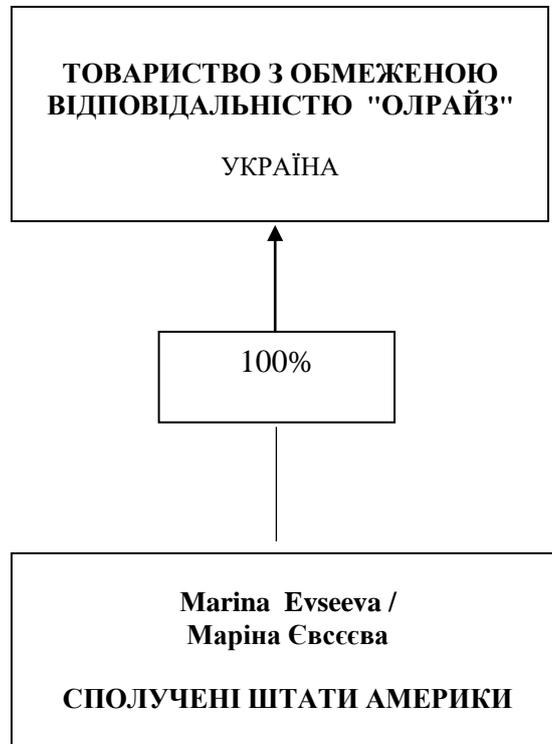 ТОВАРИСТВО З ОБМЕЖЕНОЮ
ВІДПОВІДАЛЬНІСТЮ "ОЛРАЙЗ"
УКРАЇНА
100%
Marina Evseeva /
Маріна Євсєєва
СПОЛУЧЕНІ ШТАТИ АМЕРИКИ